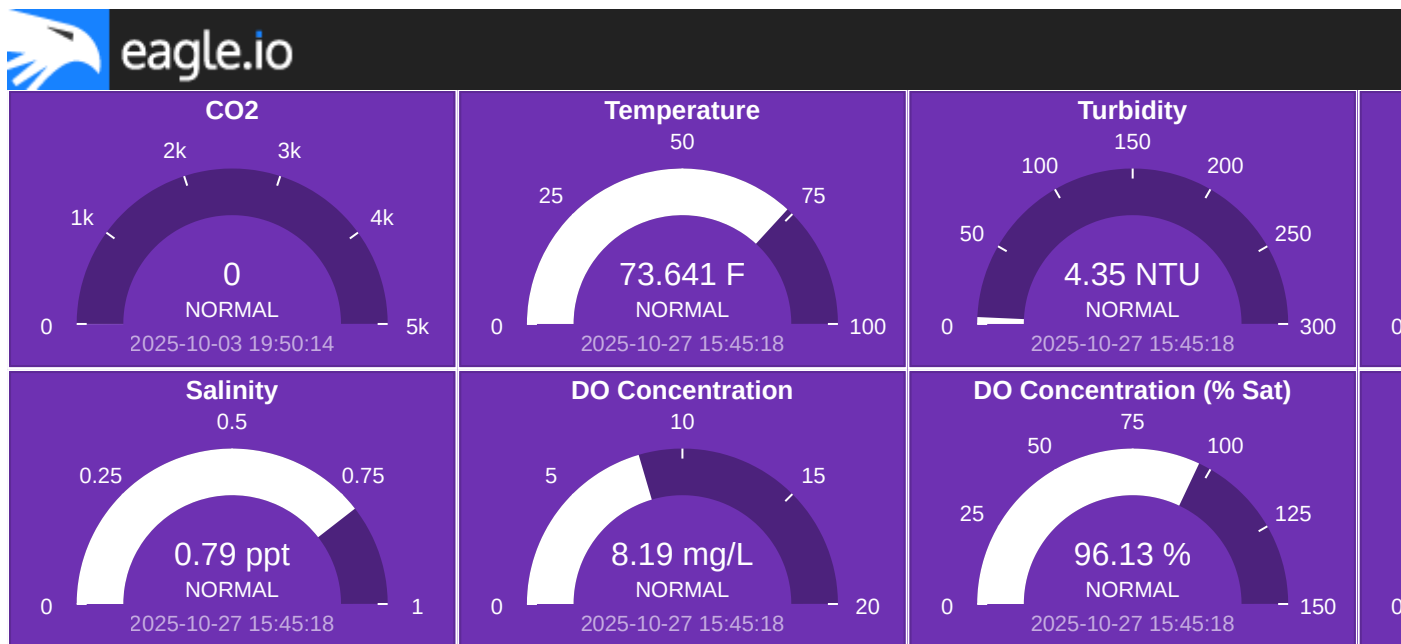 eagle.io
CO2
0
1k
2k
3k
4k
5k
0
NORMAL
2025-10-03 19:50:14
Temperature
0
25
50
75
100
73.641 F
NORMAL
2025-10-27 15:45:18
Turbidity
0
50
100
150
200
250
300
4.35 NTU
NORMAL
2025-10-27 15:45:18
0
Salinity
0
0.25
0.5
0.75
1
0.79 ppt
NORMAL
2025-10-27 15:45:18
DO Concentration
0
5
10
15
20
8.19 mg/L
NORMAL
2025-10-27 15:45:18
DO Concentration (% Sat)
0
25
50
75
100
125
150
96.13 %
NORMAL
2025-10-27 15:45:18
0